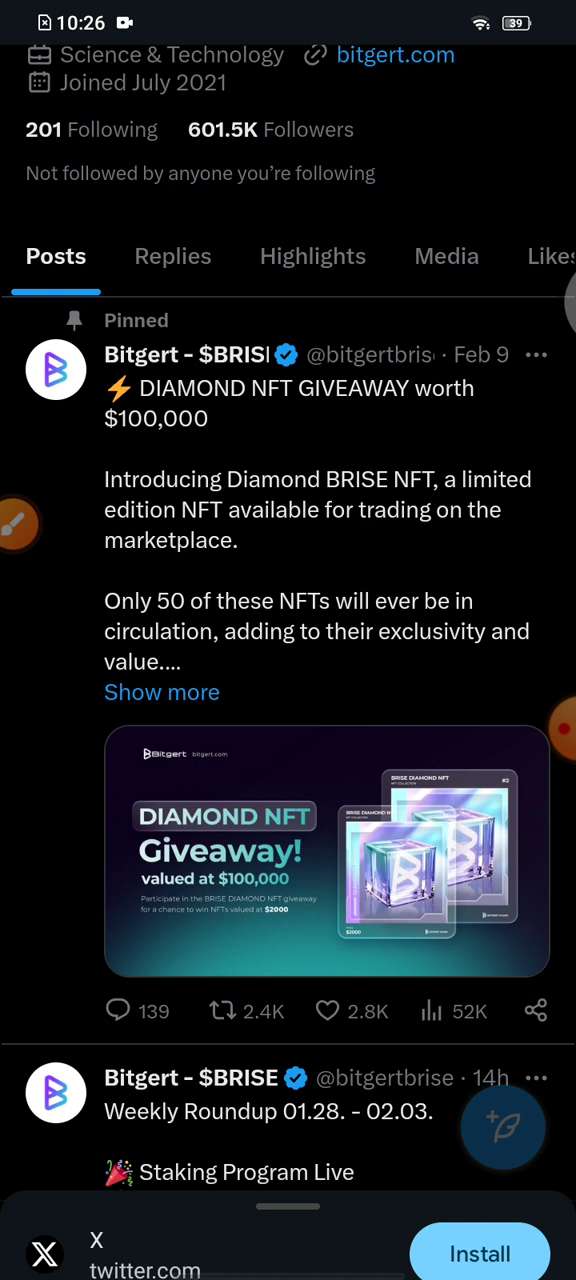 10:26
39
Science & Technology bitgert.com
Joined July 2021
201 Following 601.5K Followers
Not followed by anyone you’re following
Posts Replies Highlights Media Likes
Pinned
Bitgert - $BRISI @bitgertbris · Feb 9
⚡ DIAMOND NFT GIVEAWAY worth
$100,000
Introducing Diamond BRISE NFT, a limited
edition NFT available for trading on the
marketplace.
Only 50 of these NFTs will ever be in
circulation, adding to their exclusivity and
value....
Show more
Bitgert bitgert.com
DIAMOND NFT
Giveaway!
valued at $100,000
Participate in the BRISE DIAMOND NFT giveaway
for a chance to win NFTs valued at $2000
BRISE DIAMOND NFT
#2
BRISE DIAMOND N
$2000
139 2.4K 2.8K 52K
Bitgert - $BRISE @bitgertbrise · 14h
Weekly Roundup 01.28. - 02.03.
🎉 Staking Program Live
X
twitter.com
Install